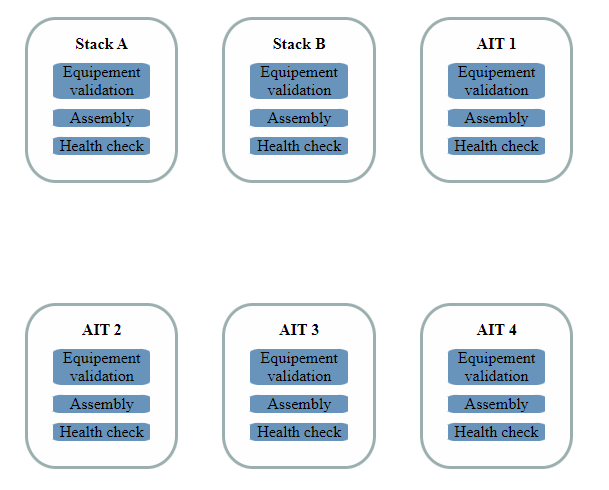 Stack A
Equipement
validation
Assembly
Health check
Stack B
Equipement
validation
Assembly
Health check
AIT 1
Equipement
validation
Assembly
Health check
AIT 2
Equipement
validation
Assembly
Health check
AIT 3
Equipement
validation
Assembly
Health check
AIT 4
Equipement
validation
Assembly
Health check